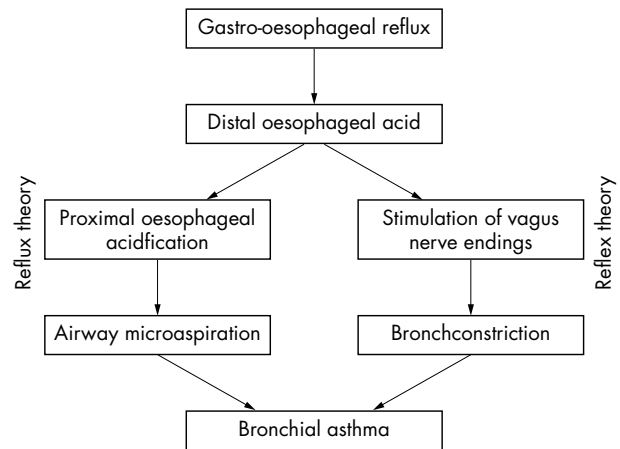 Gastro-oesophageal reflux
Distal oesophageal acid
Reflux theory
Proximal oesophageal
acidfication
Stimulation of vagus
nerve endings
Reflex theory
Airway microaspiration
Bronchconstriction
Bronchial asthma